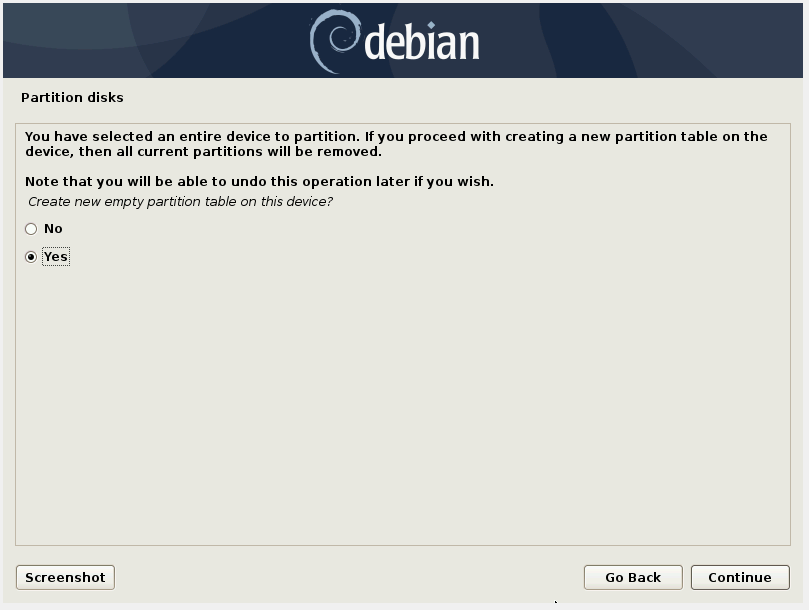 debian
Partition disks
You have selected an entire device to partition. If you proceed with creating a new partition table on the
device, then all current partitions will be removed.
Note that you will be able to undo this operation later if you wish.
Create new empty partition table on this device?
No
Yes
Screenshot
Go Back
Continue